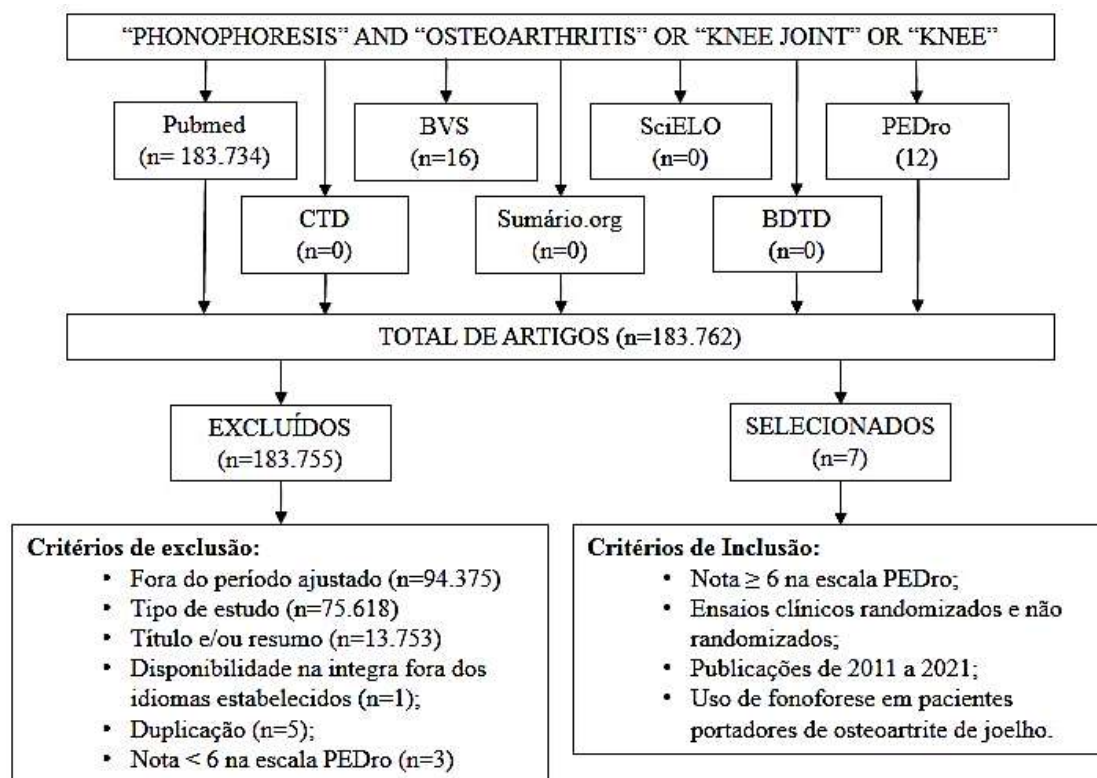 “PHONOPHORESIS” AND “OSTEOARTHRITIS” OR “KNEE JOINT” OR “KNEE”
Pubmed
(n= 183.734)
BVS
(n=16)
SciELO
(n=0)
PEDro
(12)
CTD
(n=0)
Sumário.org
(n=0)
BDTD
(n=0)
TOTAL DE ARTIGOS (n=183.762)
EXCLUÍDOS
(n=183.755)
SELECIONADOS
(n=7)
Critérios de exclusão:
• Fora do período ajustado (n=94.375)
• Tipo de estudo (n=75.618)
• Título e/ou resumo (n=13.753)
• Disponibilidade na integra fora dos
idiomas estabelecidos (n=1);
• Duplicação (n=5);
• Nota < 6 na escala PEDro (n=3)
Critérios de Inclusão:
• Nota ≥ 6 na escala PEDro;
• Ensaios clínicos randomizados e não
randomizados;
• Publicações de 2011 a 2021;
• Uso de fonoforese em pacientes
portadores de osteoartrite de joelho.